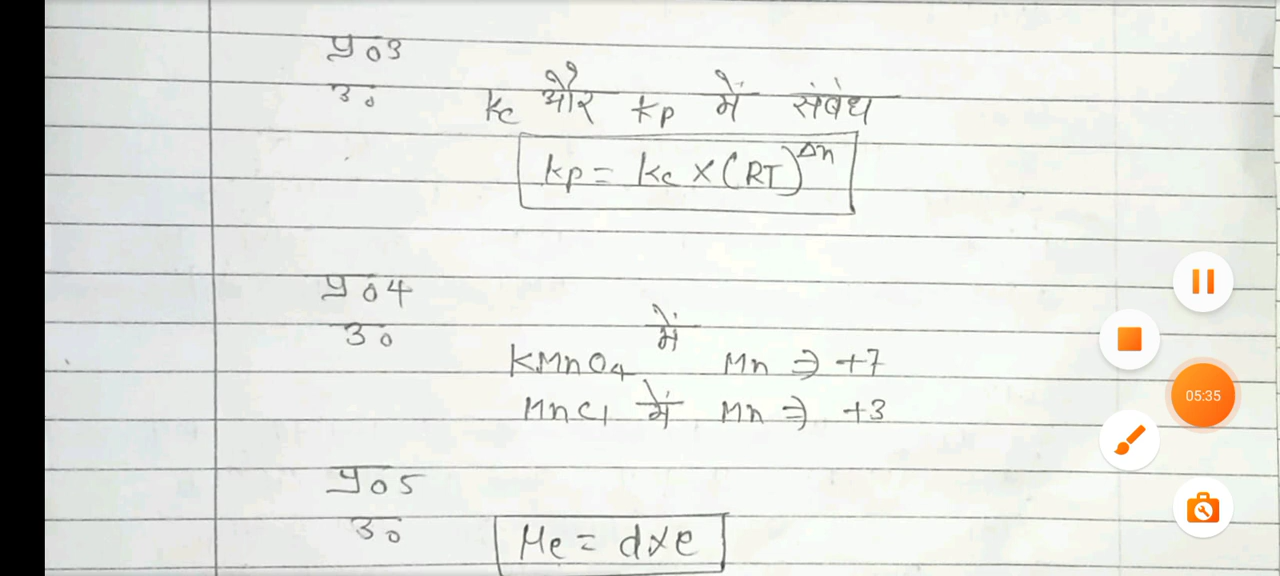 प्र०3
उ० kc और kp में संबंध
kp = kc × (RT)^Δn
प्र०4
उ०
KMnO4 में Mn ⇒ +7
MnCl में Mn ⇒ +3
प्र०5
उ० μe = d×e
05:35